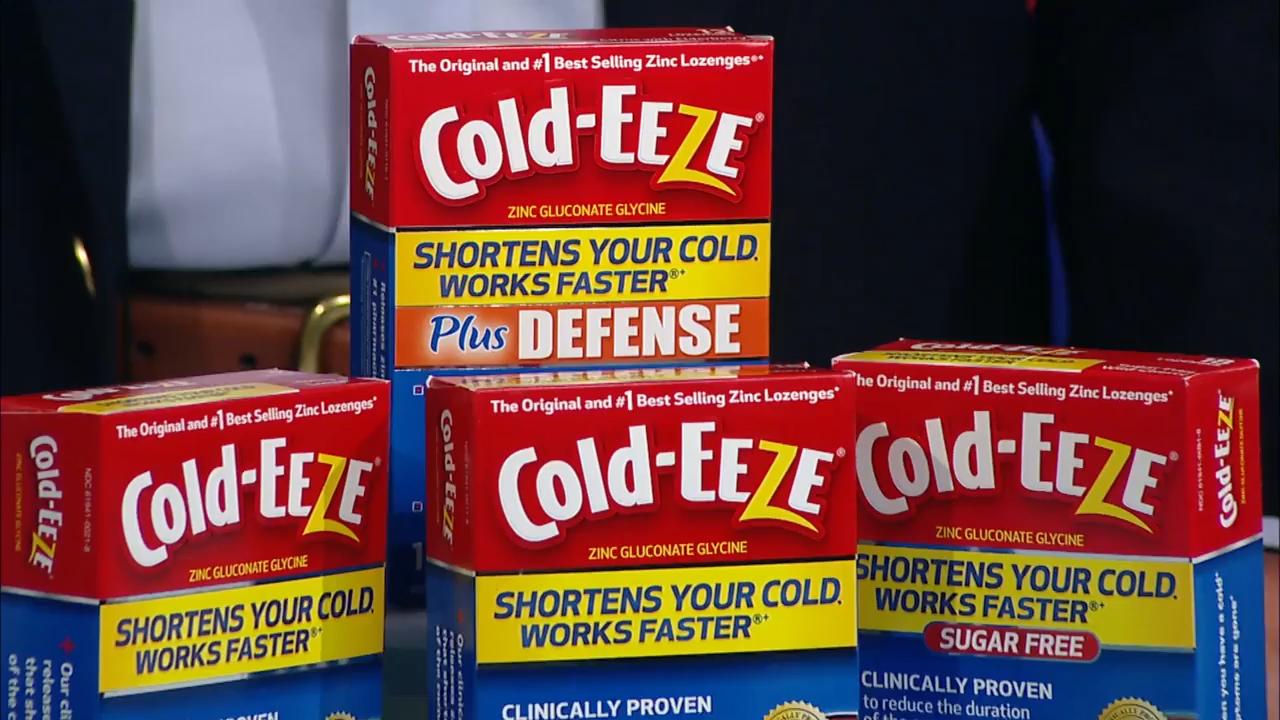 The Original and #1 Best Selling Zinc Lozenges®+
Cold-EEZE®
Cold-EEZE
ZINC GLUCONATE GLYCINE
SHORTENS YOUR COLD.
WORKS FASTER®+
Plus DEFENSE
The Original and #1 Best Selling Zinc Lozenges*
Cold-EEZE®
Cold-EEZE
ZINC GLUCONATE GLYCINE
SHORTENS YOUR COLD.
WORKS FASTER®+
The Original and #1 Best Selling Zinc Lozenges*
Cold-EEZE®
Cold-EEZE
ZINC GLUCONATE GLYCINE
SHORTENS YOUR COLD.
WORKS FASTER®+
CLINICALLY PROVEN
The Original and #1 Best Selling Zinc Lozenges*
Cold-EEZE®
Cold-EEZE
ZINC GLUCONATE GLYCINE
SHORTENS YOUR COLD.
WORKS FASTER®+
SUGAR FREE
CLINICALLY PROVEN
to reduce the duration